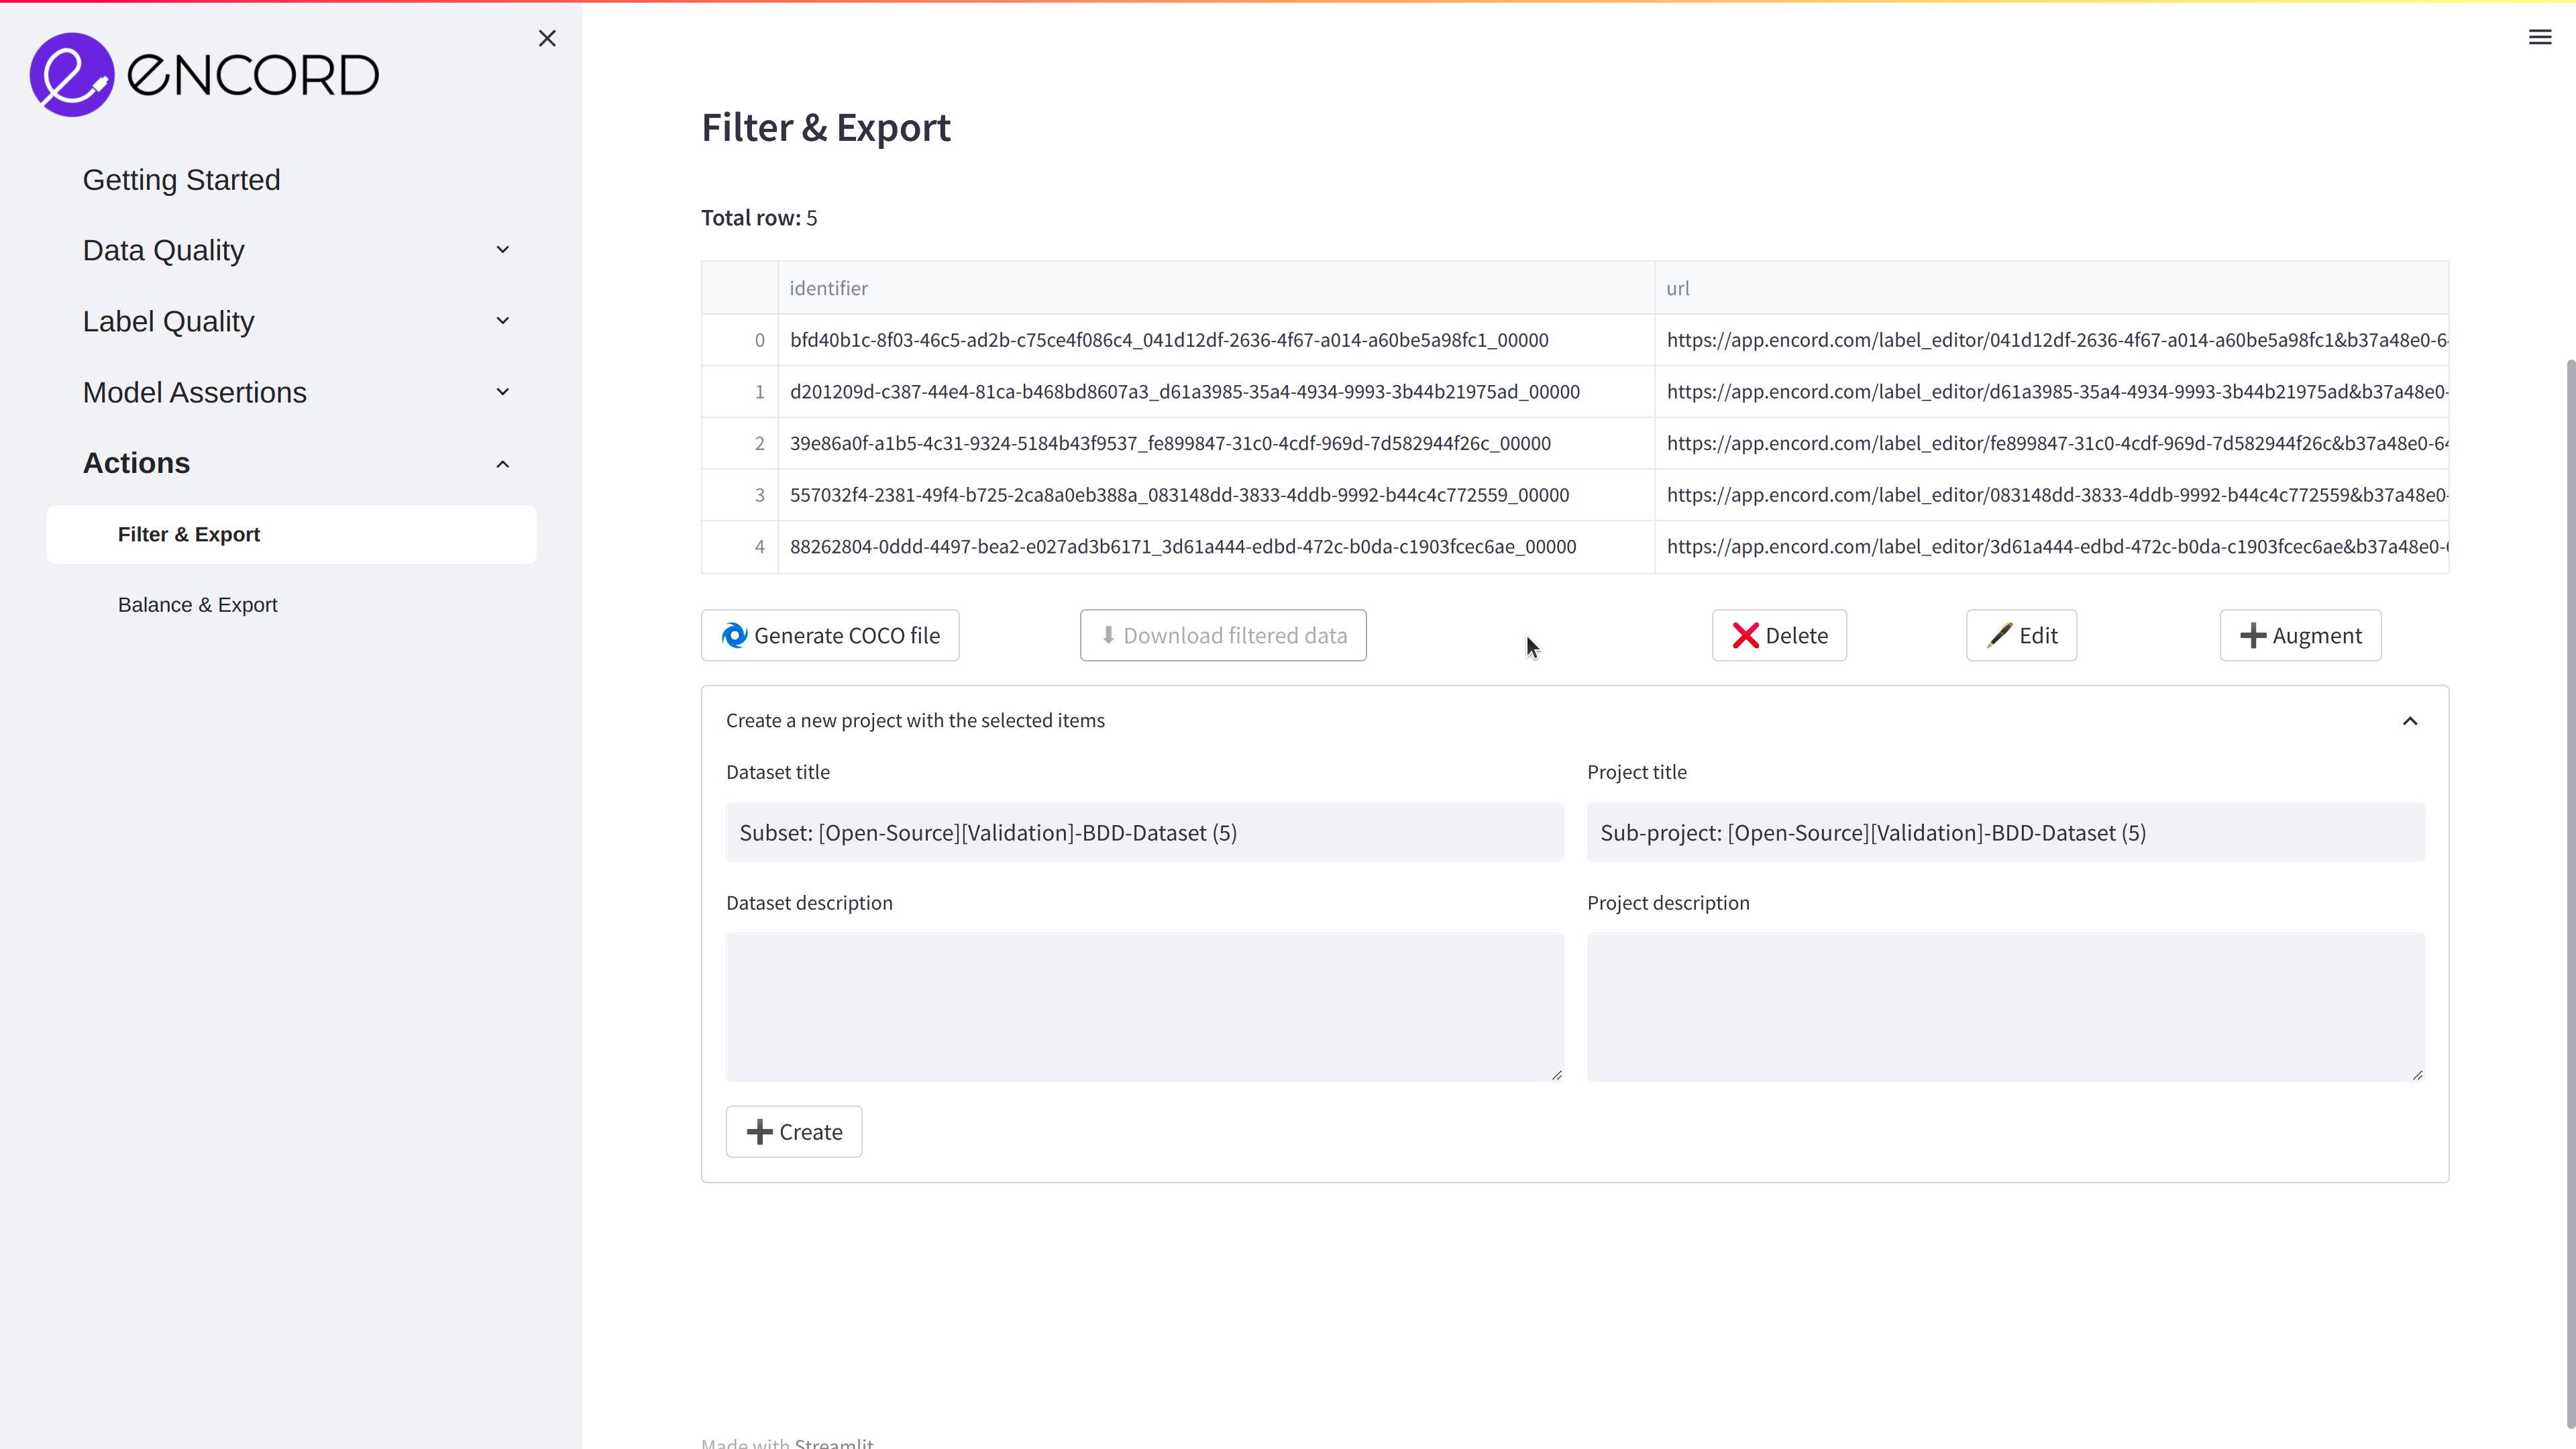 eNCORD
Getting Started
Data Quality
Label Quality
Model Assertions
Actions
Filter & Export
Balance & Export
Filter & Export
Total row: 5
identifier url
0 bfd40b1c-8f03-46c5-ad2b-c75ce4f086c4_041d12df-2636-4f67-a014-a60be5a98fc1_00000 https://app.encord.com/label_editor/041d12df-2636-4f67-a014-a60be5a98fc1&b37a48e0-6
1 d201209d-c387-44e4-81ca-b468bd8607a3_d61a3985-35a4-4934-9993-3b44b21975ad_00000 https://app.encord.com/label_editor/d61a3985-35a4-4934-9993-3b44b21975ad&b37a48e0-
2 39e86a0f-a1b5-4c31-9324-5184b43f9537_fe899847-31c0-4cdf-969d-7d582944f26c_00000 https://app.encord.com/label_editor/fe899847-31c0-4cdf-969d-7d582944f26c&b37a48e0-64
3 557032f4-2381-49f4-b725-2ca8a0eb388a_083148dd-3833-4ddb-9992-b44c4c772559_00000 https://app.encord.com/label_editor/083148dd-3833-4ddb-9992-b44c4c772559&b37a48e0-
4 88262804-0ddd-4497-bea2-e027ad3b6171_3d61a444-edbd-472c-b0da-c1903fcec6ae_00000 https://app.encord.com/label_editor/3d61a444-edbd-472c-b0da-c1903fcec6ae&b37a48e0-
Generate COCO file Download filtered data Delete Edit Augment
Create a new project with the selected items
Dataset title Project title
Subset: [Open-Source][Validation]-BDD-Dataset (5) Sub-project: [Open-Source][Validation]-BDD-Dataset (5)
Dataset description Project description
Create
Made with Streamlit